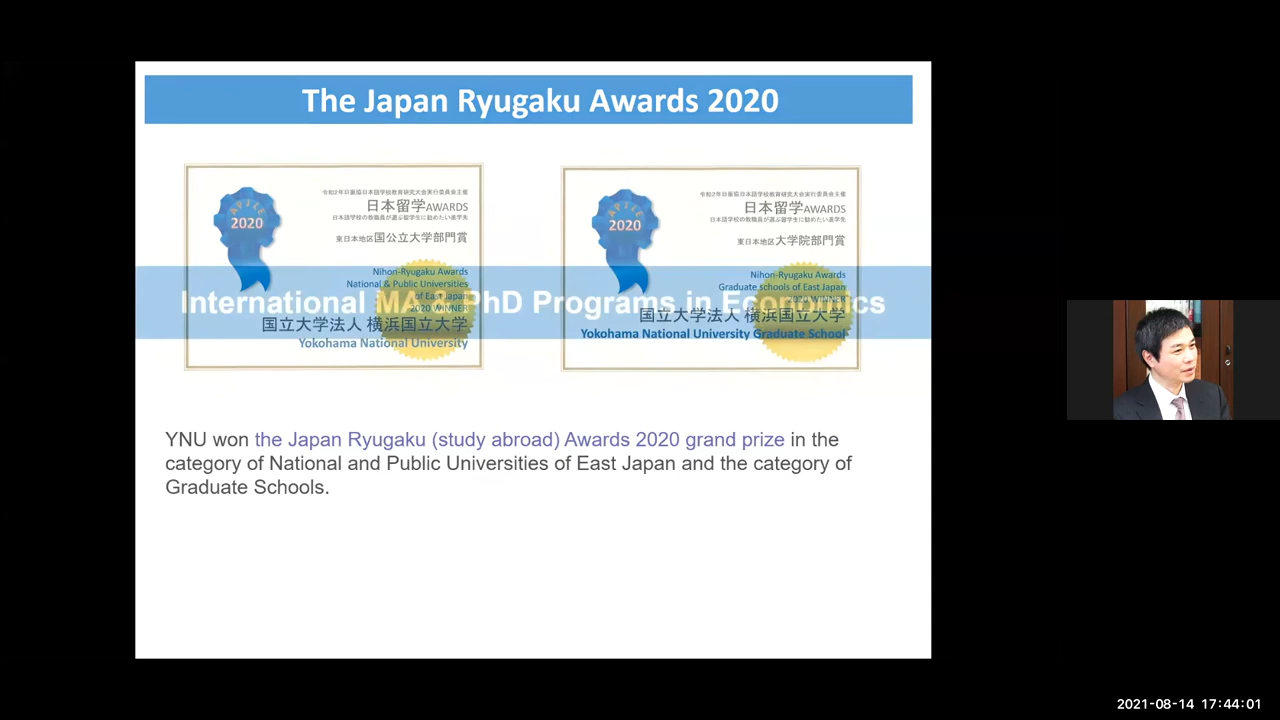 The Japan Ryugaku Awards 2020
令和2年日振協日本語学校教育研究大会実行委員会主催
日本留学AWARDS
日本語学校の教職員が選ぶ留学生に勧めたい進学先
東日本地区国公立大学部門賞
APJLE
2020
Nihon-Ryugaku Awards
National & Public Universities
of East Japan
2020 WINNER
国立大学法人 横浜国立大学
Yokohama National University
令和2年日振協日本語学校教育研究大会実行委員会主催
日本留学AWARDS
日本語学校の教職員が選ぶ留学生に勧めたい進学先
東日本地区大学院部門賞
APJLE
2020
Nihon-Ryugaku Awards
Graduate schools of East Japan
2020 WINNER
国立大学法人 横浜国立大学
Yokohama National University Graduate School
International MA & PhD Programs in Economics
YNU won the Japan Ryugaku (study abroad) Awards 2020 grand prize in the
category of National and Public Universities of East Japan and the category of
Graduate Schools.
2021-08-14 17:44:01